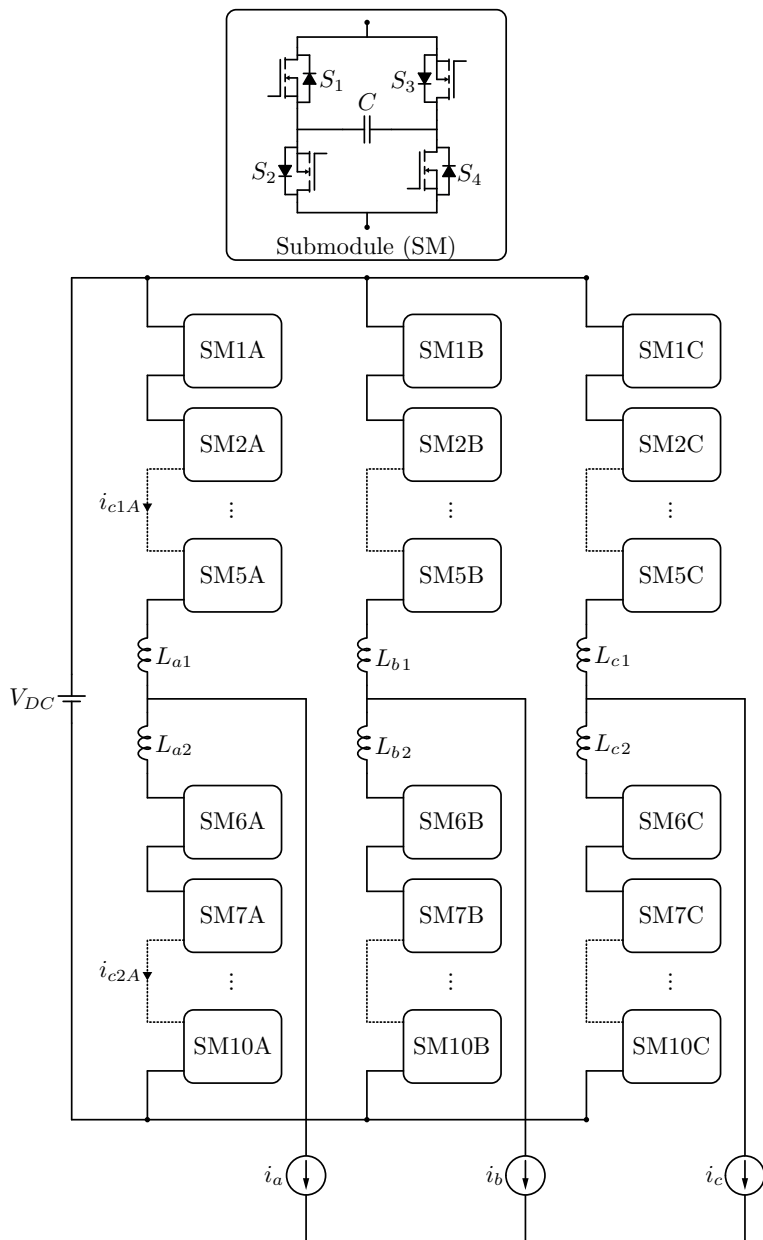 S1 S3
C
S2 S4
Submodule (SM)
SM1A SM1B SM1C
SM2A SM2B SM2C
ic1A ⋮ ⋮ ⋮
SM5A SM5B SM5C
La1 Lb1 Lc1
VDC
La2 Lb2 Lc2
SM6A SM6B SM6C
SM7A SM7B SM7C
ic2A ⋮ ⋮ ⋮
SM10A SM10B SM10C
ia ib ic